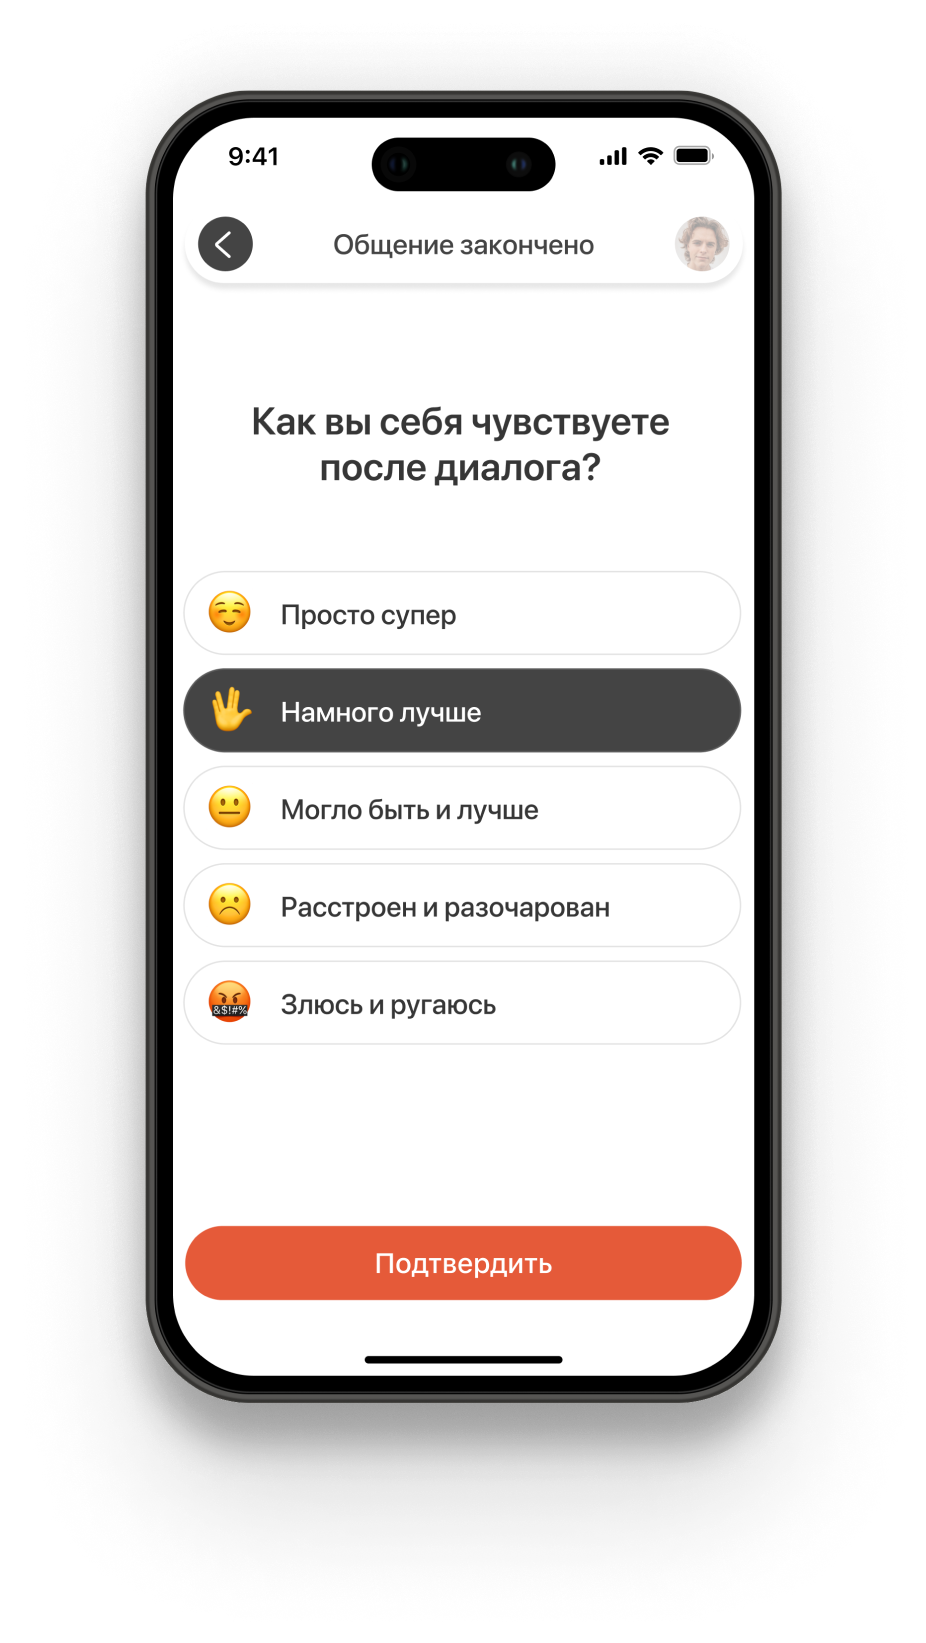 9:41
Общение закончено
Как вы себя чувствуете
после диалога?
Просто супер
Намного лучше
Могло быть и лучше
Расстроен и разочарован
&$!#%
Злюсь и ругаюсь
Подтвердить